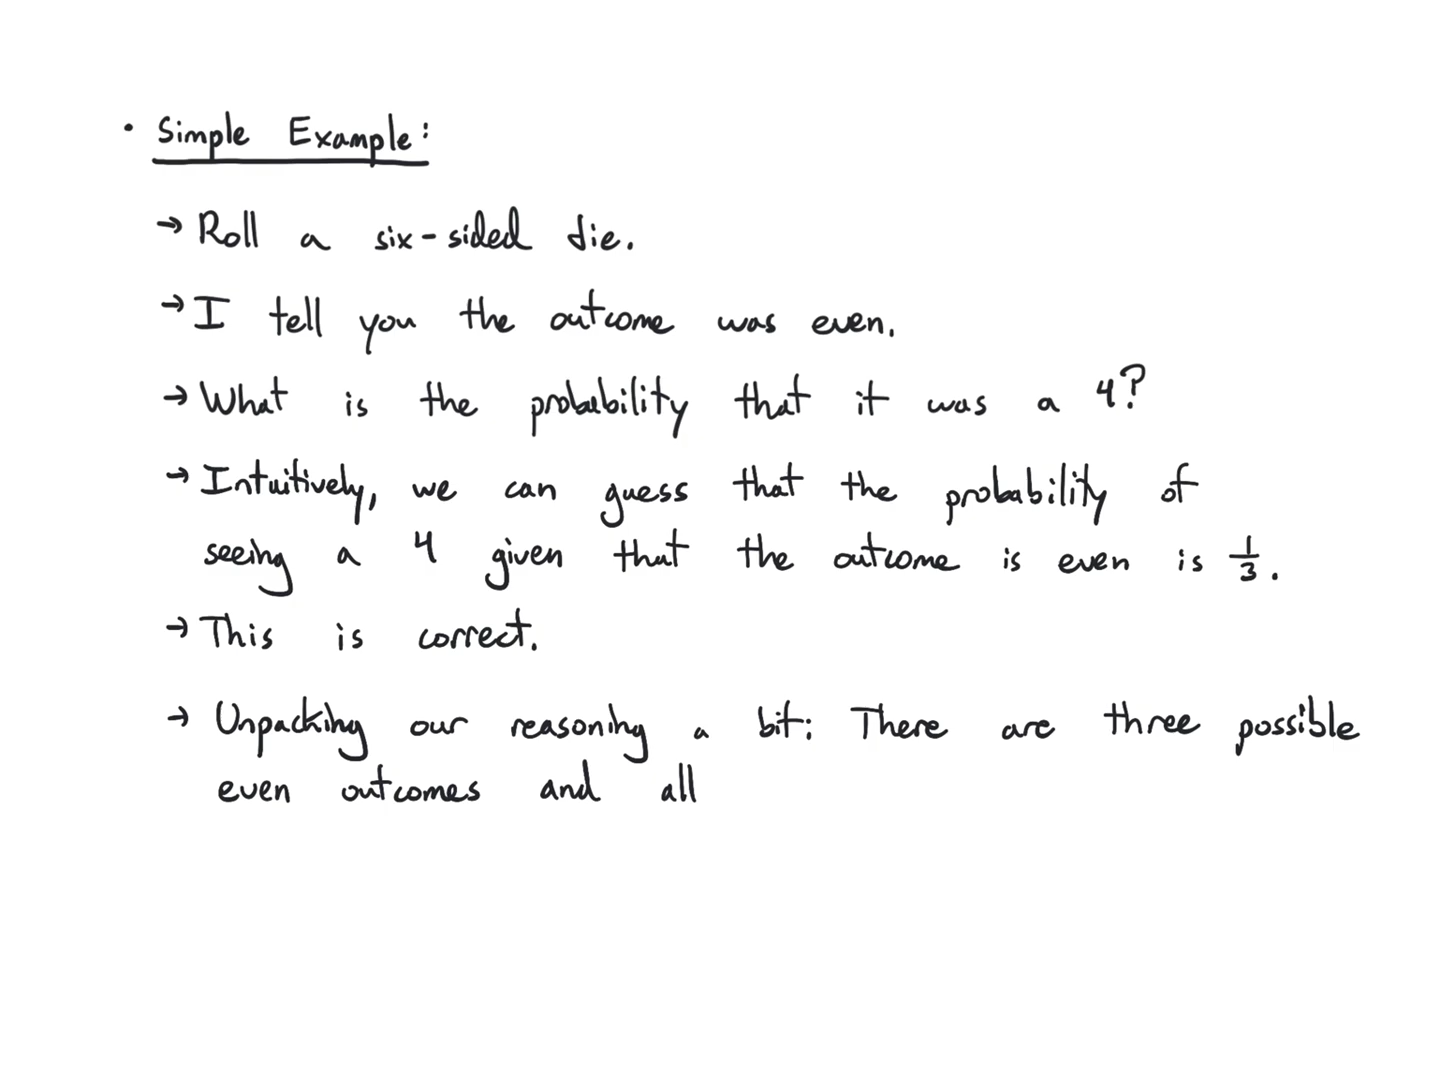 • Simple Example:
→ Roll a six-sided die.
→ I tell you the outcome was even.
→ What is the probability that it was a 4?
→ Intuitively, we can guess that the probability of
seeing a 4 given that the outcome is even is 1/3.
→ This is correct.
→ Unpacking our reasoning a bit: There are three possible
even outcomes and all